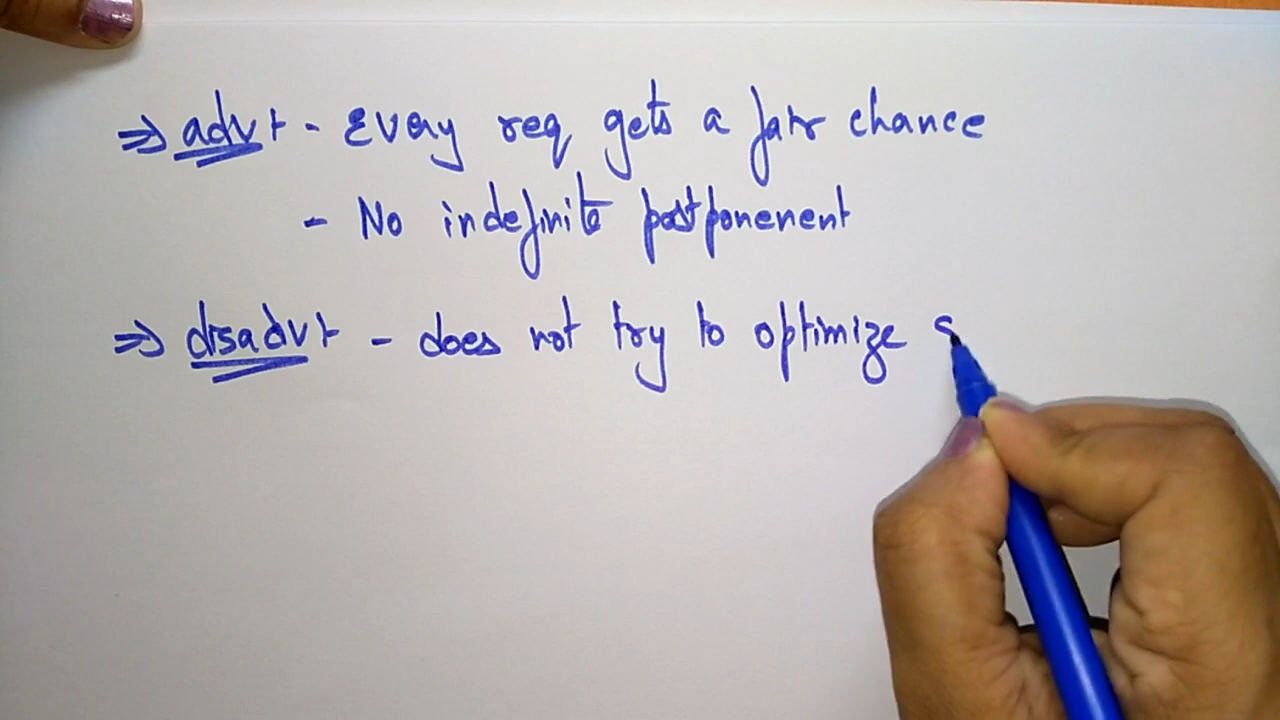 ⇒ advt - Every req gets a fair chance
- No indefinite postponement
⇒ disadvt - does not try to optimize s